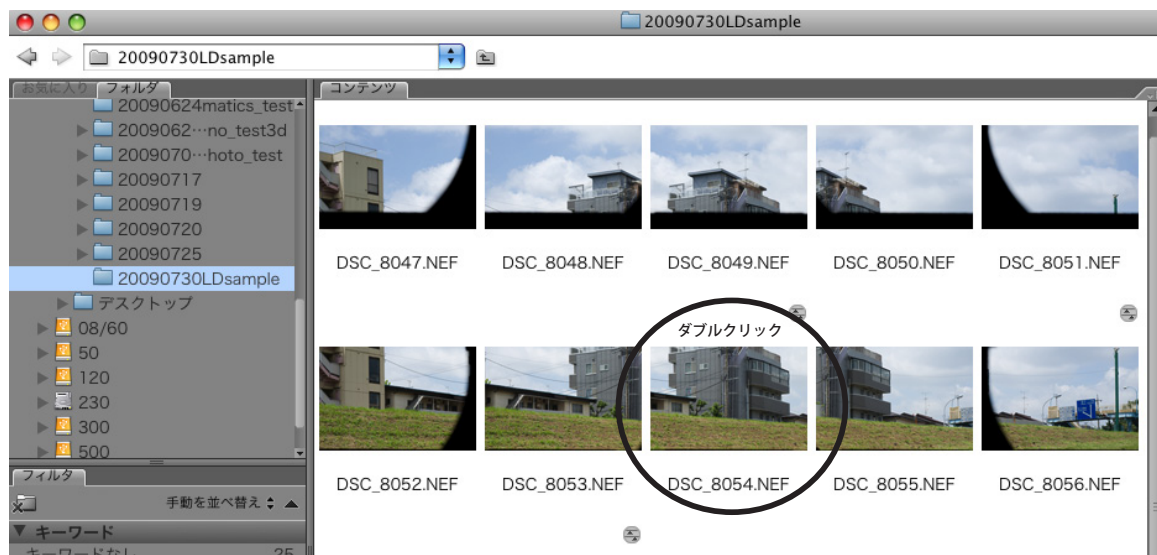 20090730LDsample
20090730LDsample
お気に入り フォルダ
コンテンツ
20090624matics_test
2009062…no_test3d
2009070…hoto_test
20090717
20090719
20090720
20090725
20090730LDsample
デスクトップ
08/60
50
120
230
300
500
フィルタ
手動を並べ替え
キーワード
キーワードなし 25
DSC_8047.NEF DSC_8048.NEF DSC_8049.NEF DSC_8050.NEF DSC_8051.NEF
ダブルクリック
DSC_8052.NEF DSC_8053.NEF DSC_8054.NEF DSC_8055.NEF DSC_8056.NEF